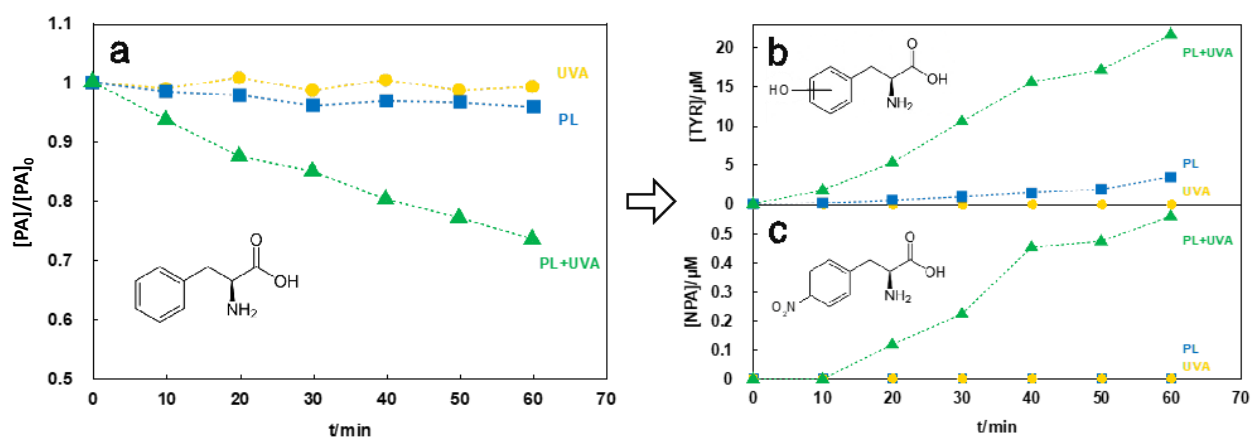 a
1.1
1
0.9
0.8
0.7
0.6
0.5
[PA]/[PA]0
UVA
PL
PL+UVA
O
OH
NH2
0 10 20 30 40 50 60 70
t/min
b
20
15
10
5
0
[TYR]/μM
HO
O
OH
NH2
PL+UVA
PL
UVA
c
0.5
0.4
0.3
0.2
0.1
0
[NPA]/μM
O2N
O
OH
NH2
PL+UVA
PL
UVA
0 10 20 30 40 50 60 70
t/min